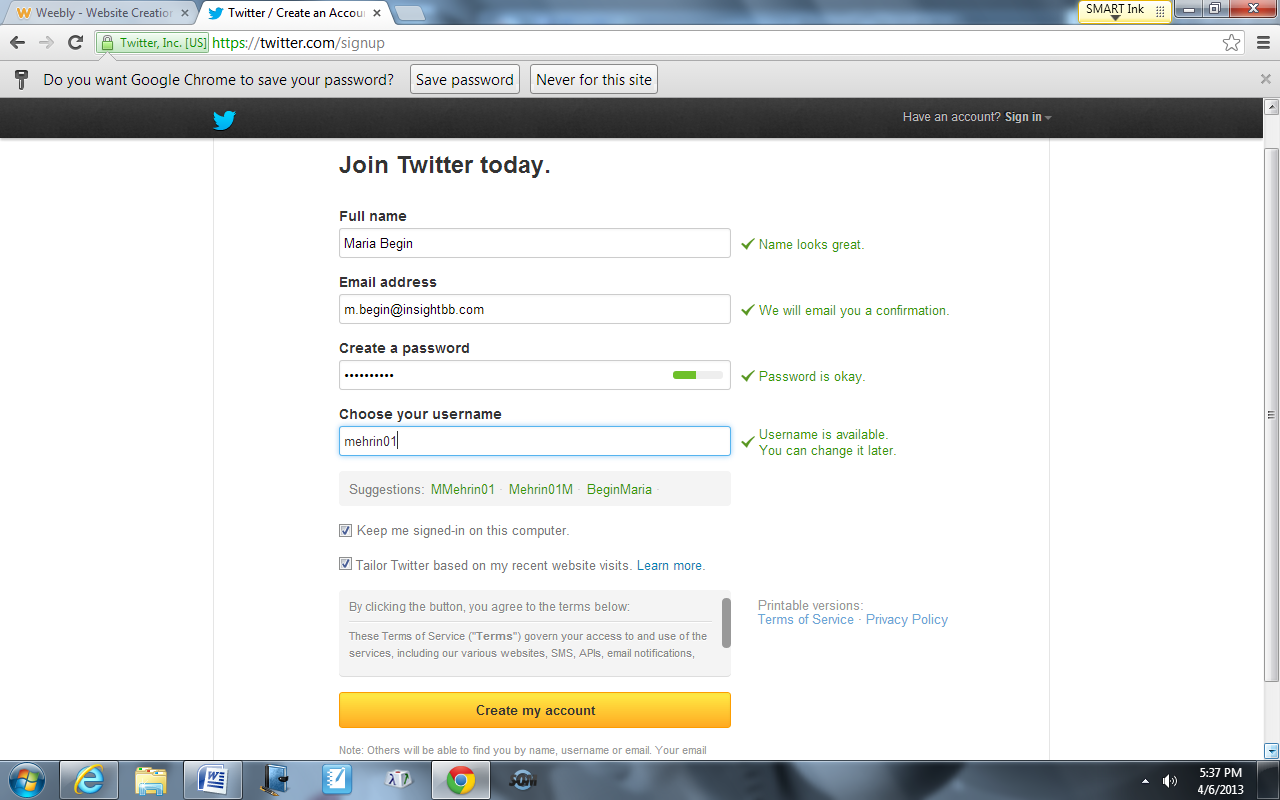 Weebly - Website Creation
Twitter / Create an Accou
SMART Ink
Twitter, Inc. [US] https://twitter.com/signup
Do you want Google Chrome to save your password? Save password Never for this site
Have an account? Sign in
Join Twitter today.
Full name
Maria Begin
Name looks great.
Email address
m.begin@insightbb.com
We will email you a confirmation.
Create a password
••••••••••
Password is okay.
Choose your username
mehrin01
Username is available.
You can change it later.
Suggestions: MMehrin01 · Mehrin01M · BeginMaria ·
Keep me signed-in on this computer.
Tailor Twitter based on my recent website visits. Learn more.
By clicking the button, you agree to the terms below:
These Terms of Service ("Terms") govern your access to and use of the
services, including our various websites, SMS, APIs, email notifications,
Printable versions:
Terms of Service · Privacy Policy
Create my account
Note: Others will be able to find you by name, username or email. Your email
5:37 PM
4/6/2013